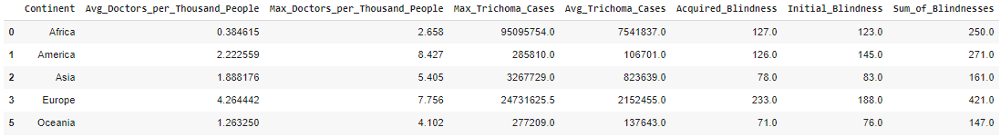 Continent Avg_Doctors_per_Thousand_People Max_Doctors_per_Thousand_People Max_Trichoma_Cases Avg_Trichoma_Cases Acquired_Blindness Initial_Blindness Sum_of_Blindnesses
0 Africa 0.384615 2.658 95095754.0 7541837.0 127.0 123.0 250.0
1 America 2.222559 8.427 285810.0 106701.0 126.0 145.0 271.0
2 Asia 1.888176 5.405 3267729.0 823639.0 78.0 83.0 161.0
3 Europe 4.264442 7.756 24731625.5 2152455.0 233.0 188.0 421.0
5 Oceania 1.263250 4.102 277209.0 137643.0 71.0 76.0 147.0